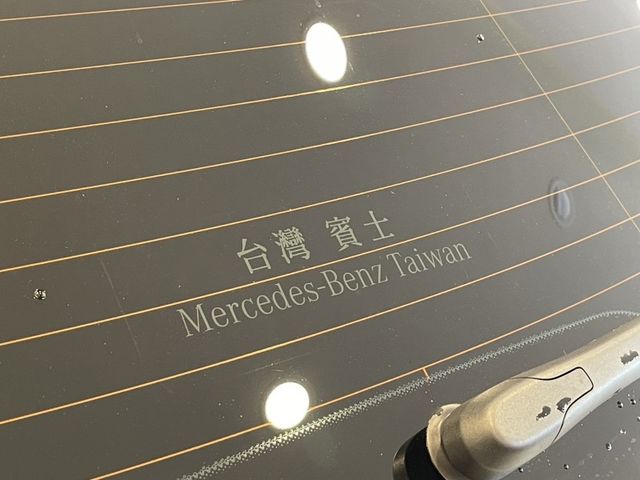 台灣 賓士
Mercedes-Benz Taiwan